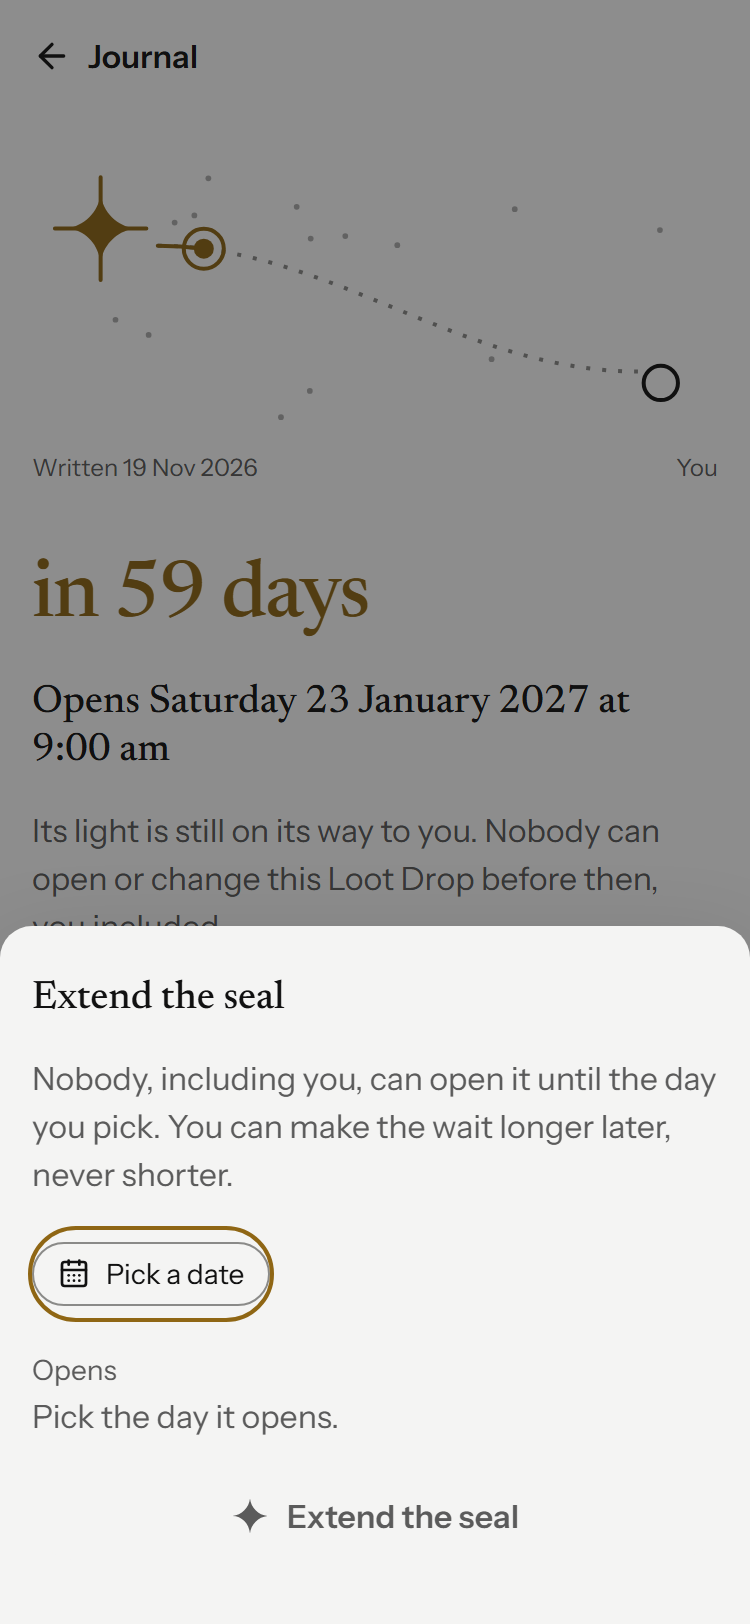 Journal
Written 19 Nov 2026
You
in 59 days
Opens Saturday 23 January 2027 at
9:00 am
Its light is still on its way to you. Nobody can
open or change this Loot Drop before then,
you included.
Extend the seal
Nobody, including you, can open it until the day
you pick. You can make the wait longer later,
never shorter.
Pick a date
Opens
Pick the day it opens.
Extend the seal